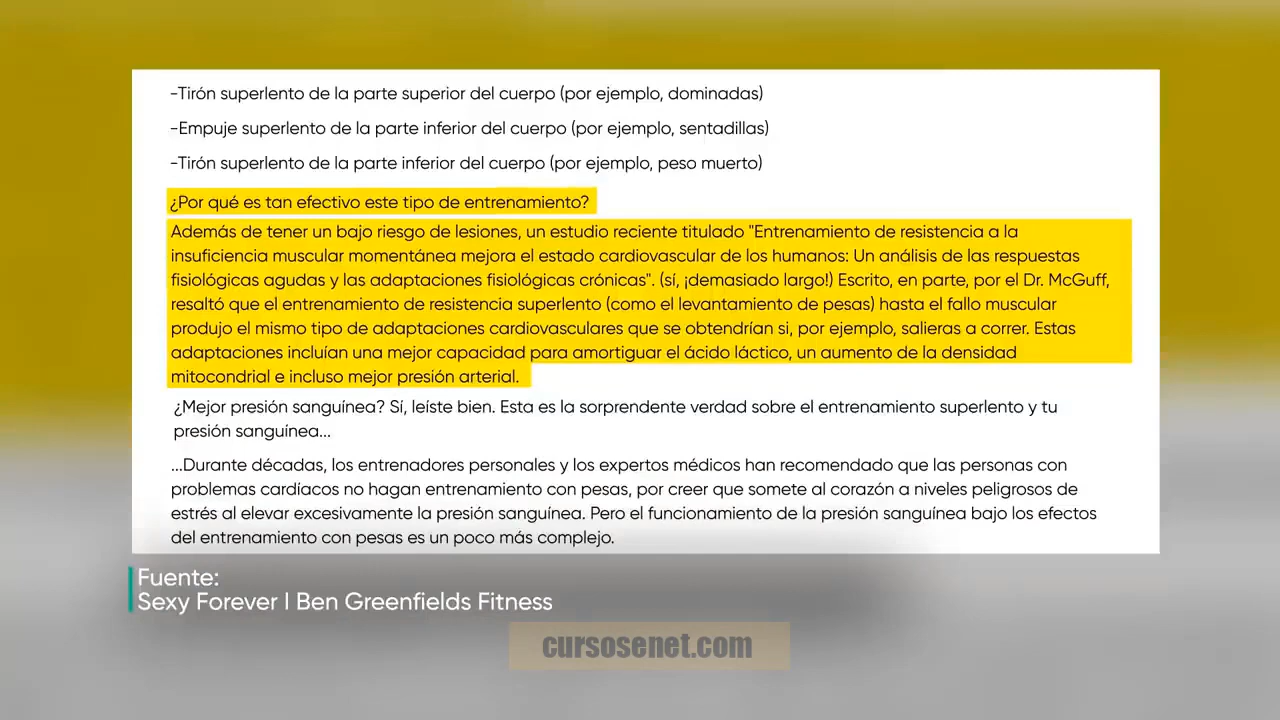 -Tirón superlento de la parte superior del cuerpo (por ejemplo, dominadas)
-Empuje superlento de la parte inferior del cuerpo (por ejemplo, sentadillas)
-Tirón superlento de la parte inferior del cuerpo (por ejemplo, peso muerto)
¿Por qué es tan efectivo este tipo de entrenamiento?
Además de tener un bajo riesgo de lesiones, un estudio reciente titulado "Entrenamiento de resistencia a la
insuficiencia muscular momentánea mejora el estado cardiovascular de los humanos: Un análisis de las respuestas
fisiológicas agudas y las adaptaciones fisiológicas crónicas". (sí, ¡demasiado largo!) Escrito, en parte, por el Dr. McGuff,
resaltó que el entrenamiento de resistencia superlento (como el levantamiento de pesas) hasta el fallo muscular
produjo el mismo tipo de adaptaciones cardiovasculares que se obtendrían si, por ejemplo, salieras a correr. Estas
adaptaciones incluían una mejor capacidad para amortiguar el ácido láctico, un aumento de la densidad
mitocondrial e incluso mejor presión arterial.
¿Mejor presión sanguínea? Sí, leíste bien. Esta es la sorprendente verdad sobre el entrenamiento superlento y tu
presión sanguínea...
...Durante décadas, los entrenadores personales y los expertos médicos han recomendado que las personas con
problemas cardíacos no hagan entrenamiento con pesas, por creer que somete al corazón a niveles peligrosos de
estrés al elevar excesivamente la presión sanguínea. Pero el funcionamiento de la presión sanguínea bajo los efectos
del entrenamiento con pesas es un poco más complejo.
Fuente:
Sexy Forever | Ben Greenfields Fitness
cursosenet.com